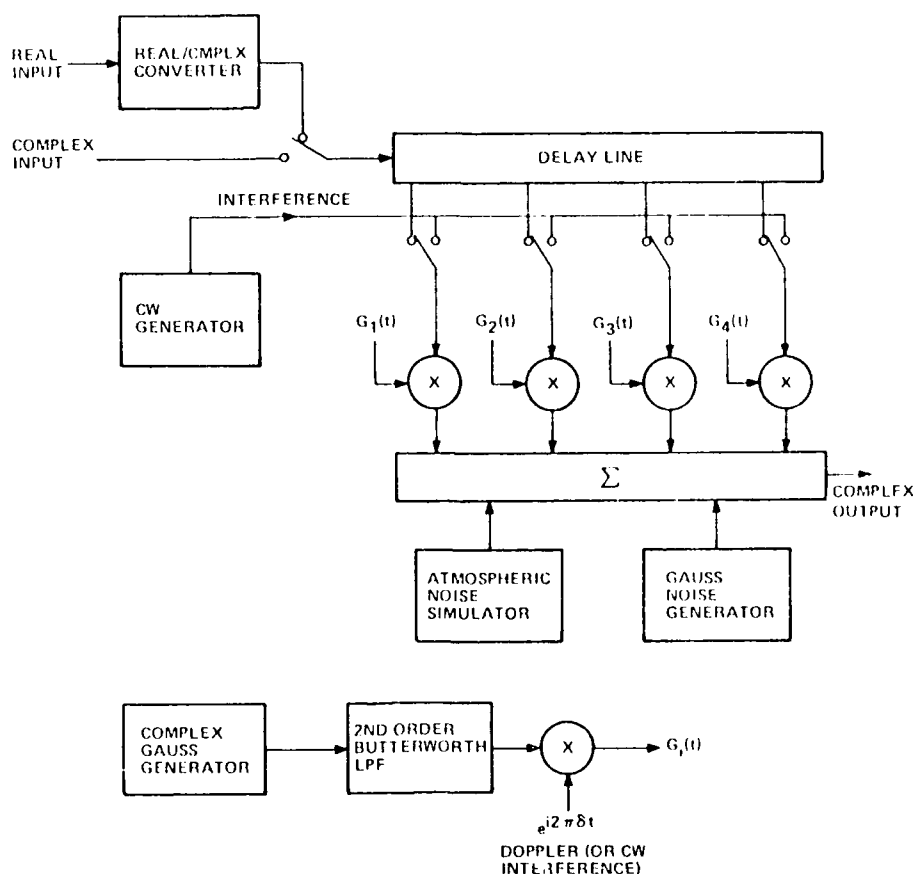 REAL
INPUT
REAL/CMPLX
CONVERTER
COMPLEX
INPUT
DELAY LINE
INTERFERENCE
CW
GENERATOR
G1(t)
G2(t)
G3(t)
G4(t)
X
X
X
X
Σ
COMPLEX
OUTPUT
ATMOSPHERIC
NOISE
SIMULATOR
GAUSS
NOISE
GENERATOR
COMPLEX
GAUSS
GENERATOR
2ND ORDER
BUTTERWORTH
LPF
X
Gi(t)
ei2πδt
DOPPLER (OR CW
INTERFERENCE)